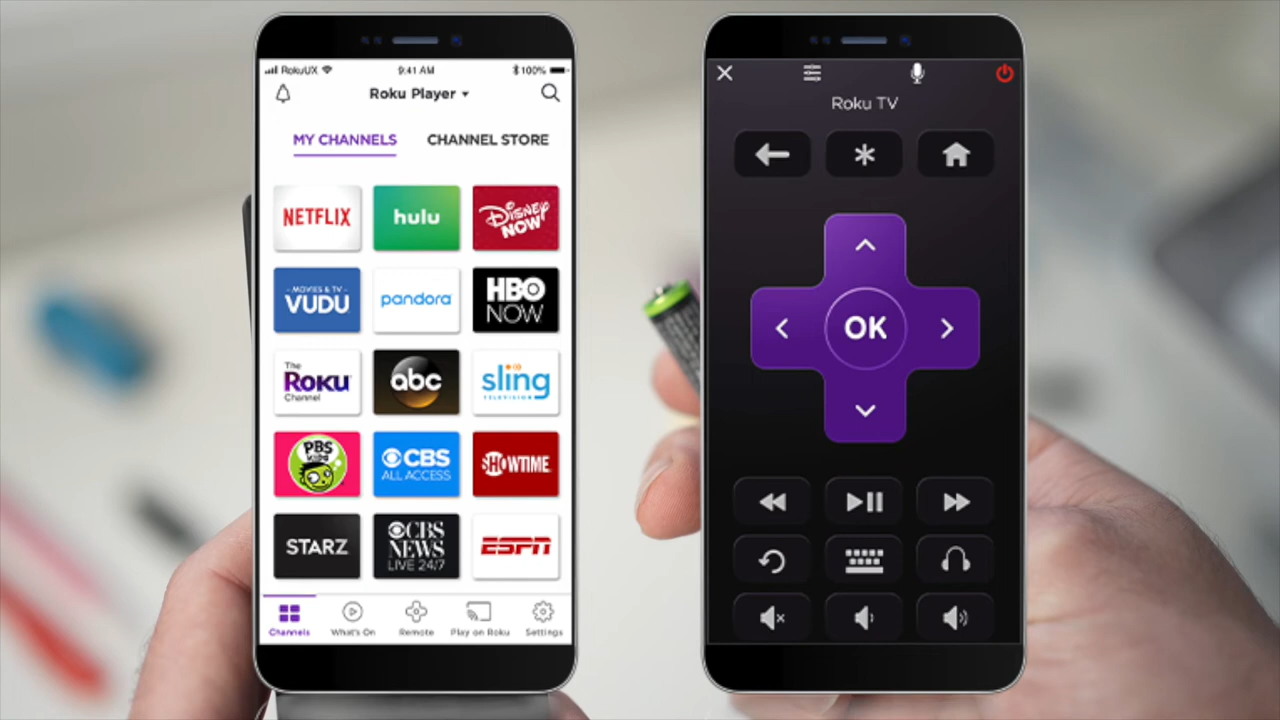 RokuUX
9:41 AM
100%
Roku Player
MY CHANNELS
CHANNEL STORE
NETFLIX
hulu
DISNEY
NOW
MOVIES & TV
VUDU
pandora
HBO
NOW
The
Roku
Channel
abc
sling
TELEVISION
PBS
KIDS
CBS
ALL ACCESS
SHOWTIME
STARZ
CBS
NEWS
LIVE 24/7
ESPN
Channels
What's On
Remote
Play on Roku
Settings
Roku TV
OK